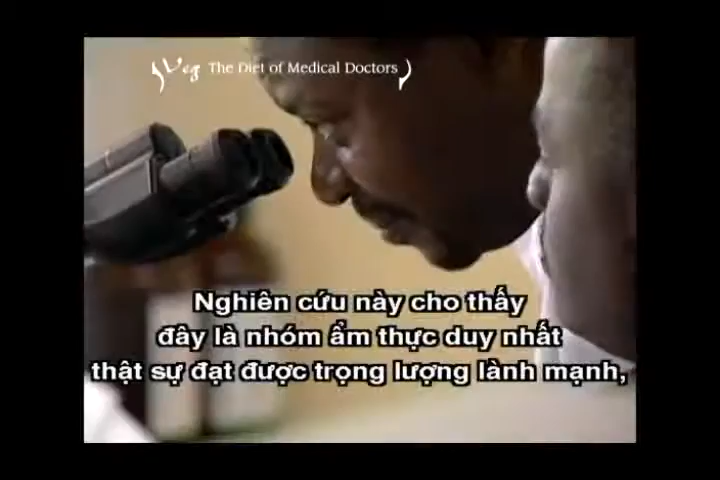 Veg The Diet of Medical Doctors
Nghiên cứu này cho thấy
đây là nhóm ẩm thực duy nhất
thật sự đạt được trọng lượng lành mạnh,